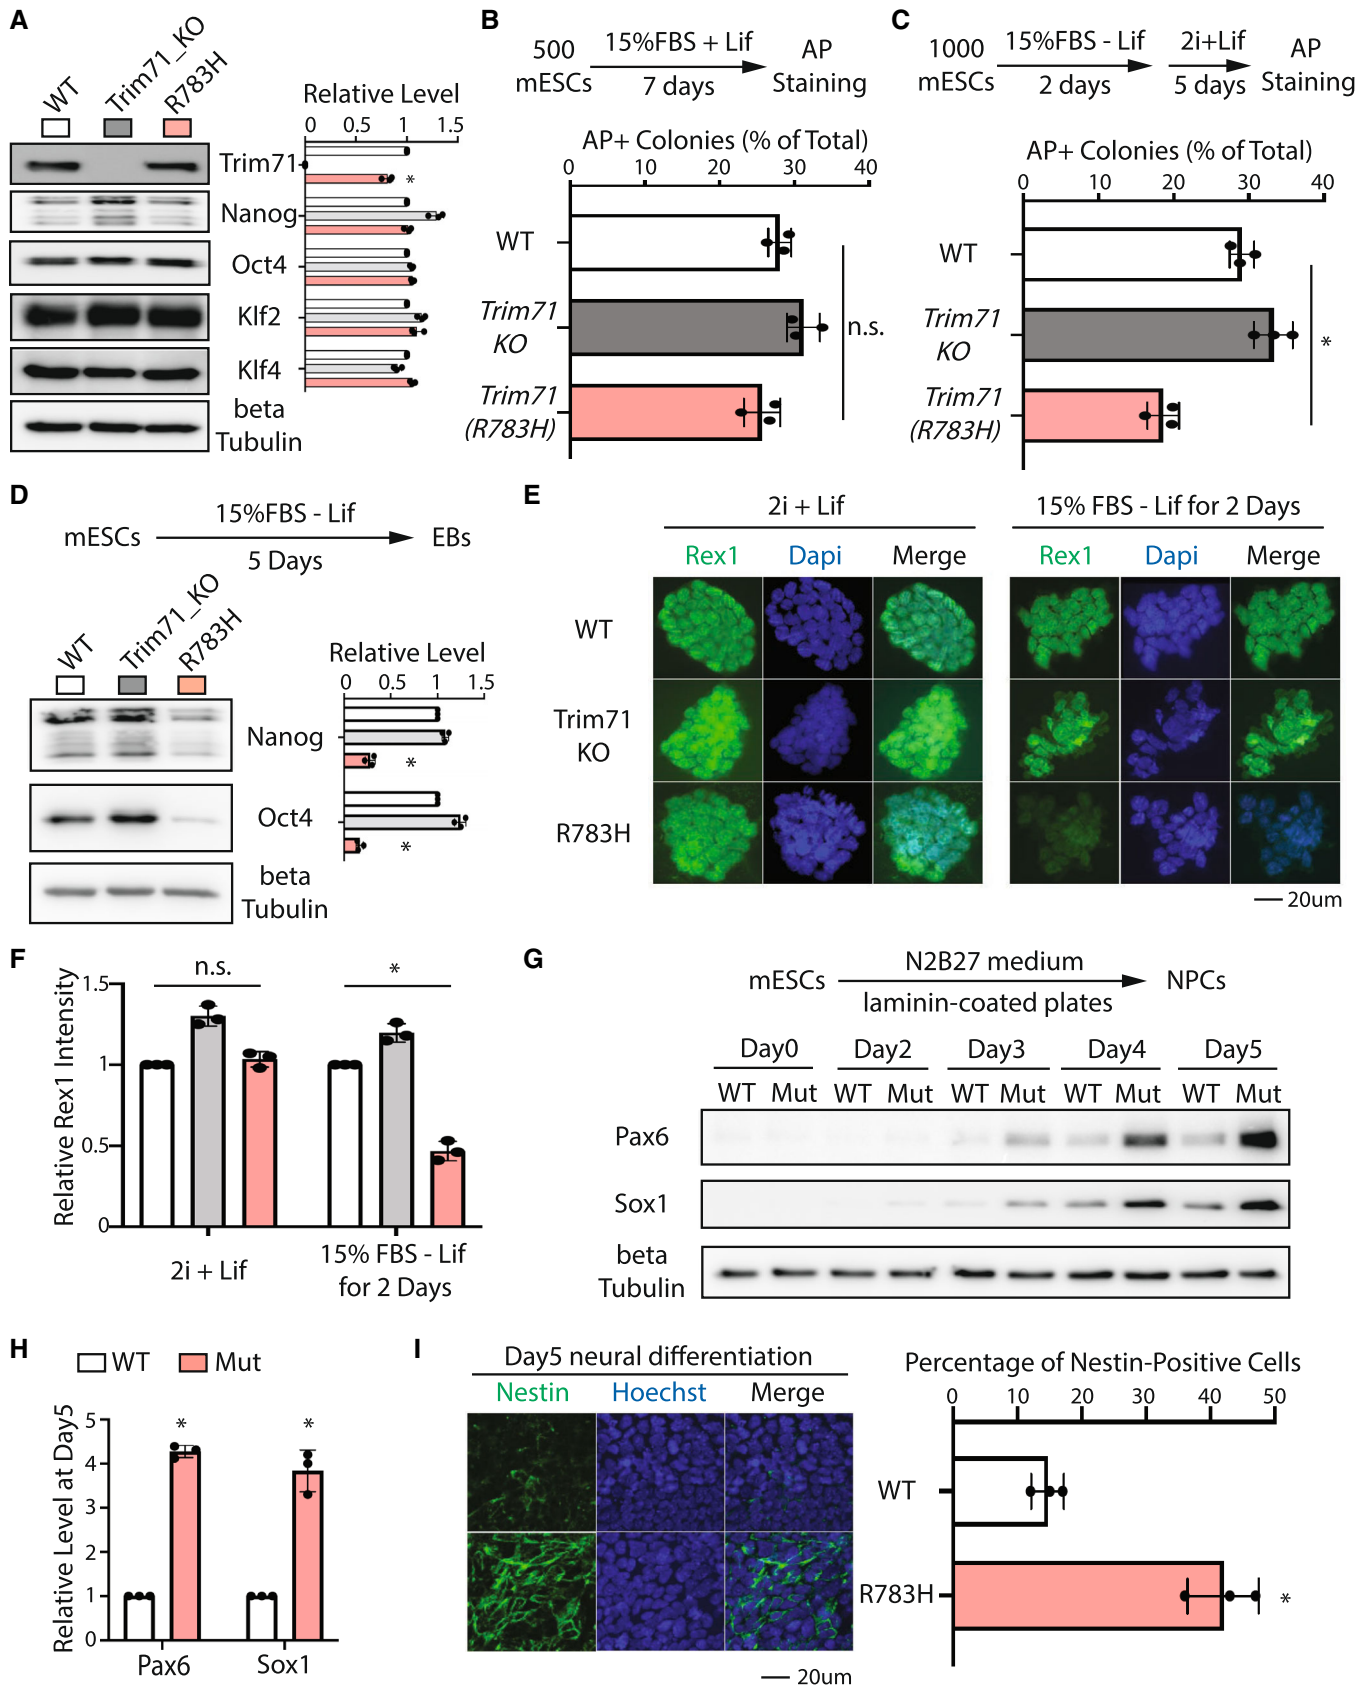 A
WT
Trim71_KO
R783H
Relative Level
0 0.5 1 1.5
Trim71
*
Nanog
Oct4
Klf2
Klf4
beta
Tubulin
B
500
mESCs
15%FBS + Lif
7 days
AP
Staining
AP+ Colonies (% of Total)
0 10 20 30 40
WT
Trim71
KO
Trim71
(R783H)
n.s.
C
1000
mESCs
15%FBS - Lif
2 days
2i+Lif
5 days
AP
Staining
AP+ Colonies (% of Total)
0 10 20 30 40
WT
Trim71
KO
Trim71
(R783H)
*
D
mESCs
15%FBS - Lif
5 Days
EBs
WT
Trim71_KO
R783H
Relative Level
0 0.5 1 1.5
Nanog
*
Oct4
*
beta
Tubulin
E
2i + Lif
15% FBS - Lif for 2 Days
Rex1 Dapi Merge Rex1 Dapi Merge
WT
Trim71
KO
R783H
20um
F
Relative Rex1 Intensity
1.5
1
0.5
0
n.s.
*
2i + Lif
15% FBS - Lif
for 2 Days
G
mESCs
N2B27 medium
laminin-coated plates
NPCs
Day0 Day2 Day3 Day4 Day5
WT Mut WT Mut WT Mut WT Mut WT Mut
Pax6
Sox1
beta
Tubulin
H
WT Mut
Relative Level at Day5
5
4
3
2
1
0
* *
Pax6 Sox1
I
Day5 neural differentiation
Nestin Hoechst Merge
20um
Percentage of Nestin-Positive Cells
0 10 20 30 40 50
WT
R783H
*